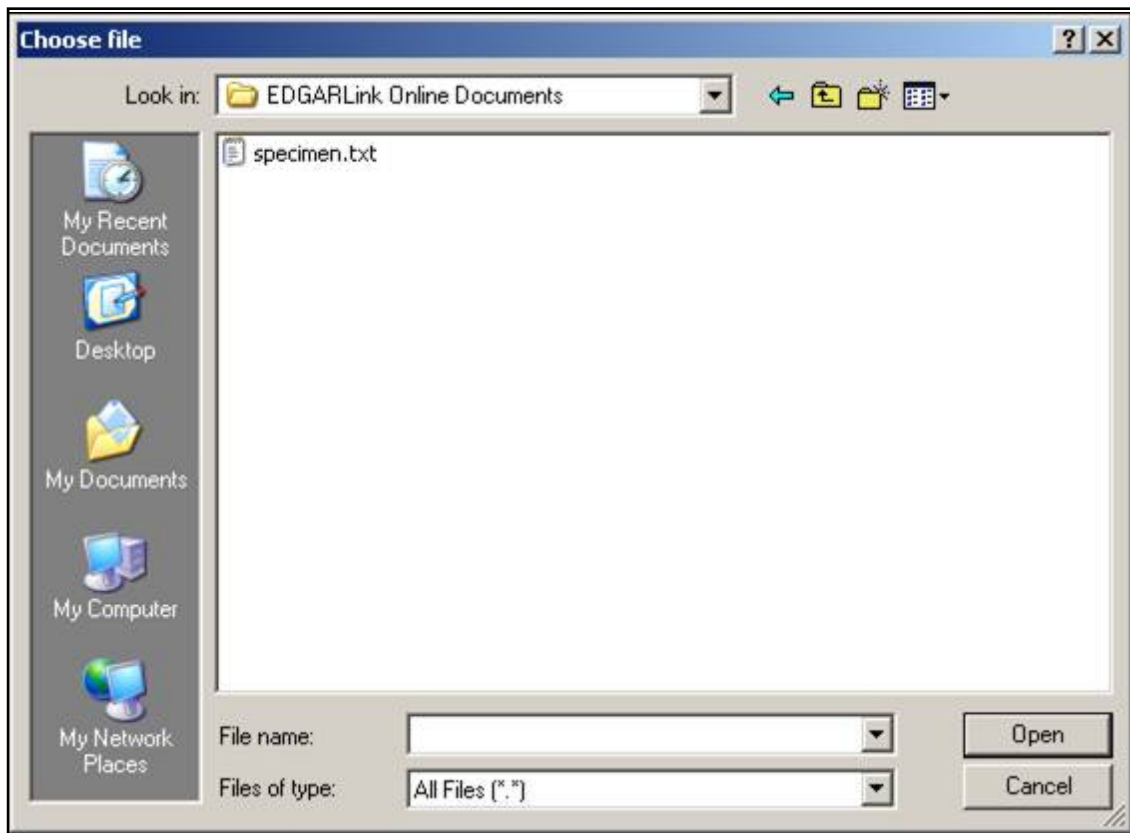 Choose file
?
Look in:
EDGARLink Online Documents
specimen.txt
My Recent
Documents
Desktop
My Documents
My Computer
My Network
Places
File name:
Open
Files of type:
All Files (*.*)
Cancel